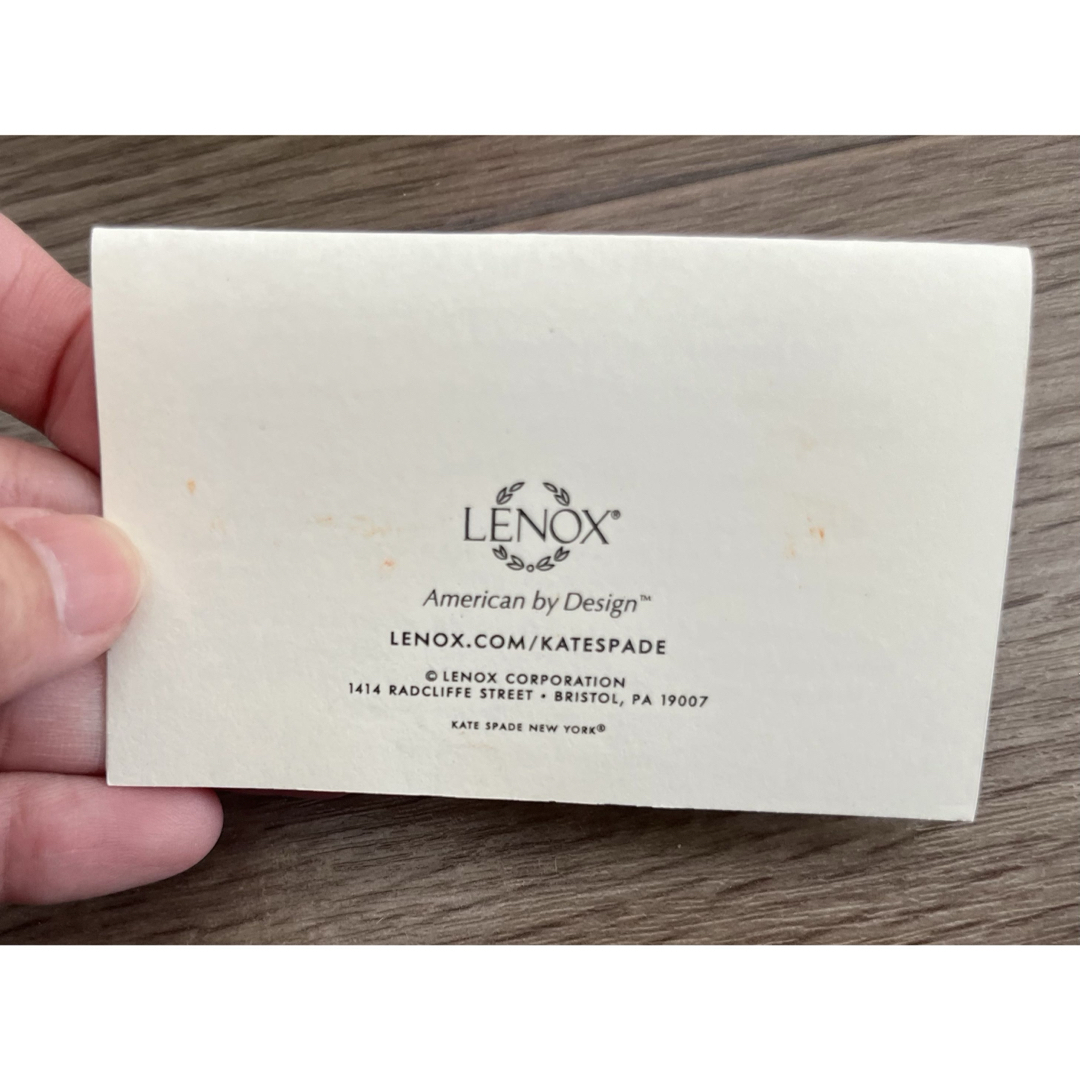 LENOX®
American by Design™
LENOX.COM/KATESPADE
© LENOX CORPORATION
1414 RADCLIFFE STREET • BRISTOL, PA 19007
KATE SPADE NEW YORK®